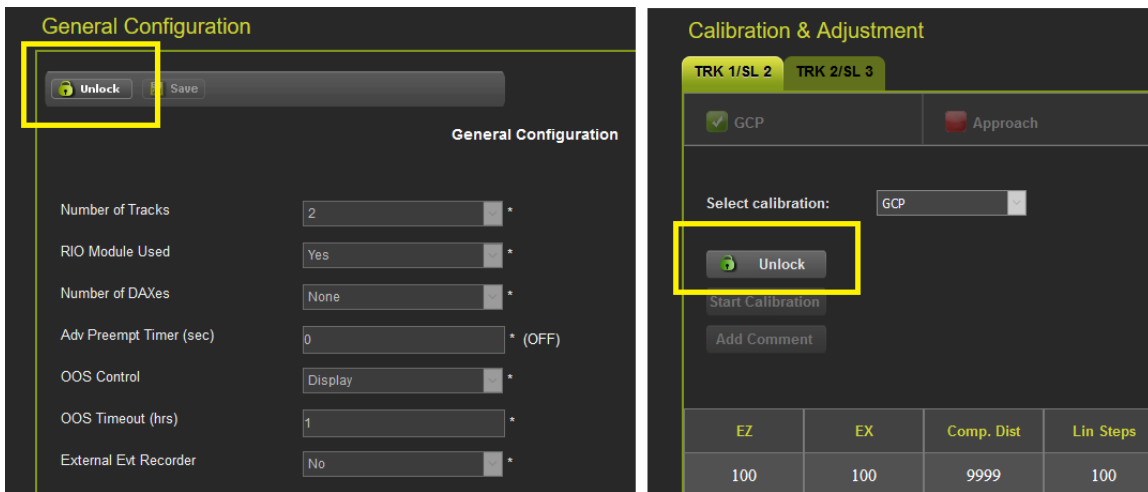 General Configuration
Unlock
Save
General Configuration
Number of Tracks
2
*
RIO Module Used
Yes
*
Number of DAXes
None
*
Adv Preempt Timer (sec)
0
* (OFF)
OOS Control
Display
*
OOS Timeout (hrs)
1
*
External Evt Recorder
No
*
Calibration & Adjustment
TRK 1/SL 2
TRK 2/SL 3
GCP
Approach
Select calibration:
GCP
Unlock
Start Calibration
Add Comment
EZ
EX
Comp. Dist
Lin Steps
100
100
9999
100